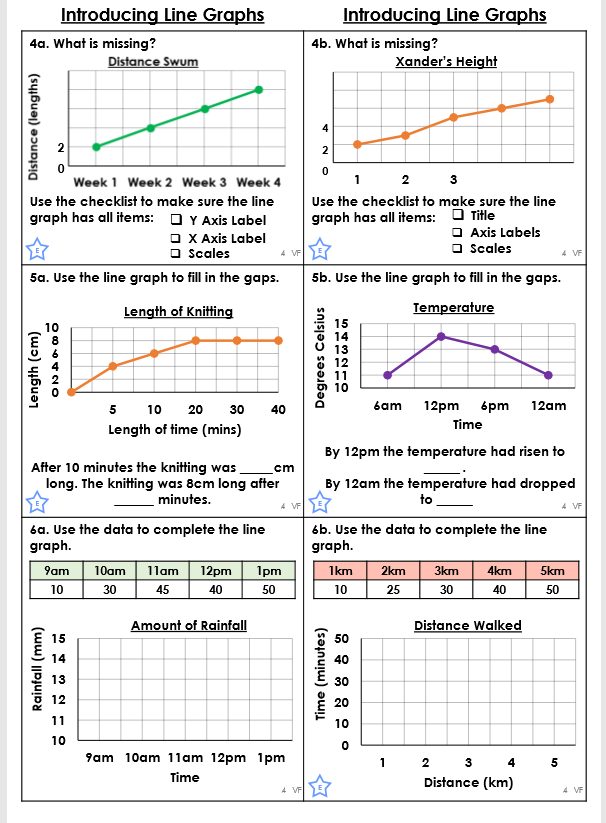 Introducing Line Graphs
Introducing Line Graphs
4a. What is missing?
Distance Swum
Distance (lengths)
2
0
Week 1 Week 2 Week 3 Week 4
Use the checklist to make sure the line
graph has all items:
Y Axis Label
X Axis Label
Scales
E
4 VF
4b. What is missing?
Xander's Height
4
2
0
1 2 3
Use the checklist to make sure the line
graph has all items:
Title
Axis Labels
Scales
E
4 VF
5a. Use the line graph to fill in the gaps.
Length of Knitting
Length (cm)
10
8
6
4
2
0
5 10 20 30 40
Length of time (mins)
After 10 minutes the knitting was _____cm
long. The knitting was 8cm long after
______ minutes.
E
4 VF
5b. Use the line graph to fill in the gaps.
Temperature
Degrees Celsius
15
14
13
12
11
10
6am 12pm 6pm 12am
Time
By 12pm the temperature had risen to
_____ .
By 12am the temperature had dropped
to _____
E
4 VF
6a. Use the data to complete the line
graph.
9am 10am 11am 12pm 1pm
10 30 45 40 50
Amount of Rainfall
Rainfall (mm)
15
14
13
12
11
10
9am 10am 11am 12pm 1pm
Time
4 VF
6b. Use the data to complete the line
graph.
1km 2km 3km 4km 5km
10 25 30 40 50
Distance Walked
Time (minutes)
50
40
30
20
10
0
1 2 3 4 5
Distance (km)
E
4 VF